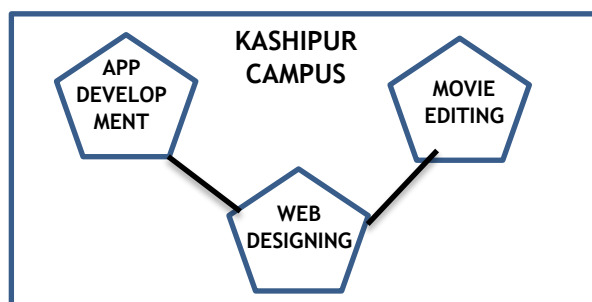 KASHIPUR
CAMPUS
APP
DEVELOP
MENT
MOVIE
EDITING
WEB
DESIGNING